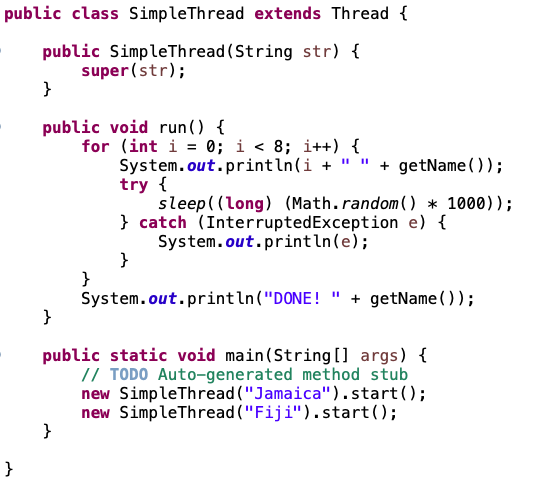 public class SimpleThread extends Thread {
public SimpleThread(String str) {
super(str);
}
public void run() {
for (int i = 0; i < 8; i++) {
System.out.println(i + " " + getName());
try {
sleep((long) (Math.random() * 1000));
} catch (InterruptedException e) {
System.out.println(e);
}
}
System.out.println("DONE! " + getName());
}
public static void main(String[] args) {
// TODO Auto-generated method stub
new SimpleThread("Jamaica").start();
new SimpleThread("Fiji").start();
}
}